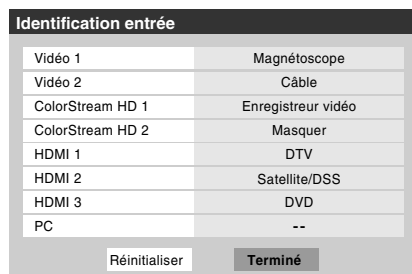 Identification entrée
Vidéo 1 Magnétoscope
Vidéo 2 Câble
ColorStream HD 1 Enregistreur vidéo
ColorStream HD 2 Masquer
HDMI 1 DTV
HDMI 2 Satellite/DSS
HDMI 3 DVD
PC --
Réinitialiser Terminé